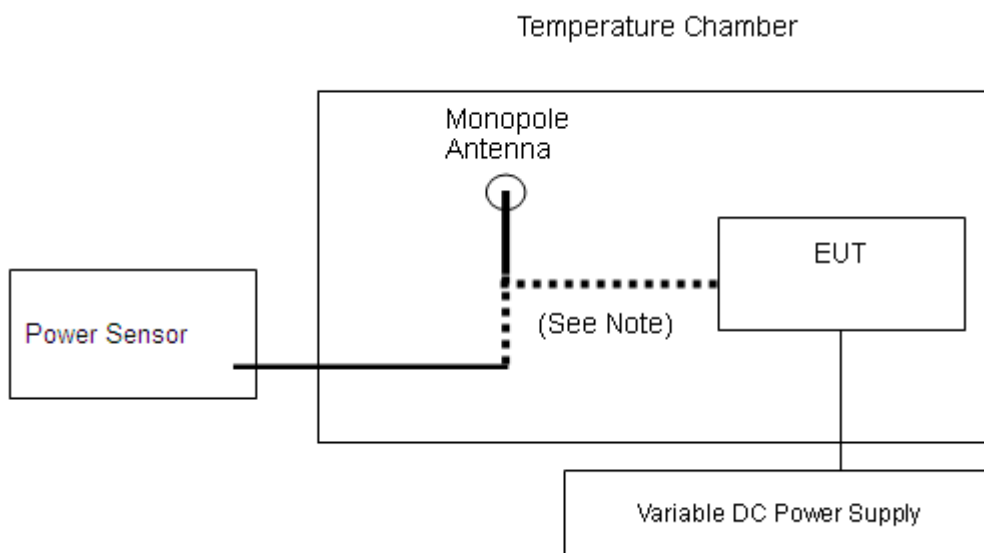 Temperature Chamber
Monopole
Antenna
EUT
Power Sensor
(See Note)
Variable DC Power Supply